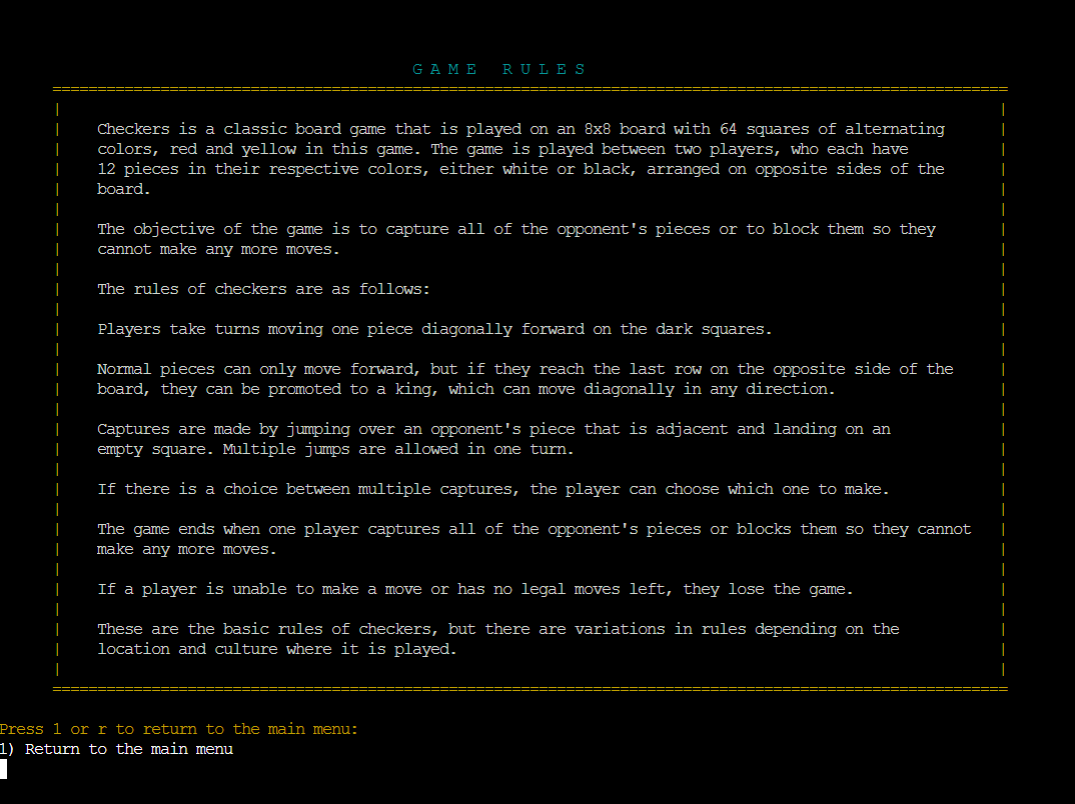 GAME RULES
Checkers is a classic board game that is played on an 8x8 board with 64 squares of alternating
colors, red and yellow in this game. The game is played between two players, who each have
12 pieces in their respective colors, either white or black, arranged on opposite sides of the
board.
The objective of the game is to capture all of the opponent's pieces or to block them so they
cannot make any more moves.
The rules of checkers are as follows:
Players take turns moving one piece diagonally forward on the dark squares.
Normal pieces can only move forward, but if they reach the last row on the opposite side of the
board, they can be promoted to a king, which can move diagonally in any direction.
Captures are made by jumping over an opponent's piece that is adjacent and landing on an
empty square. Multiple jumps are allowed in one turn.
If there is a choice between multiple captures, the player can choose which one to make.
The game ends when one player captures all of the opponent's pieces or blocks them so they cannot
make any more moves.
If a player is unable to make a move or has no legal moves left, they lose the game.
These are the basic rules of checkers, but there are variations in rules depending on the
location and culture where it is played.
Press 1 or r to return to the main menu:
1) Return to the main menu